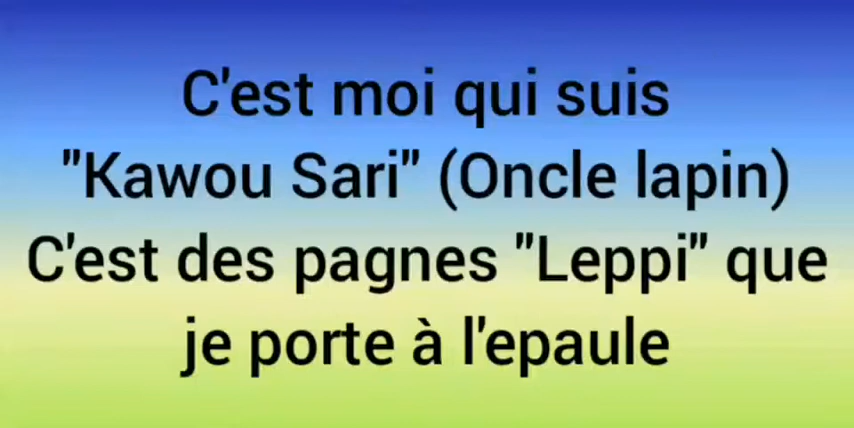 C'est moi qui suis
"Kawou Sari" (Oncle lapin)
C'est des pagnes "Leppi" que
je porte à l'epaule